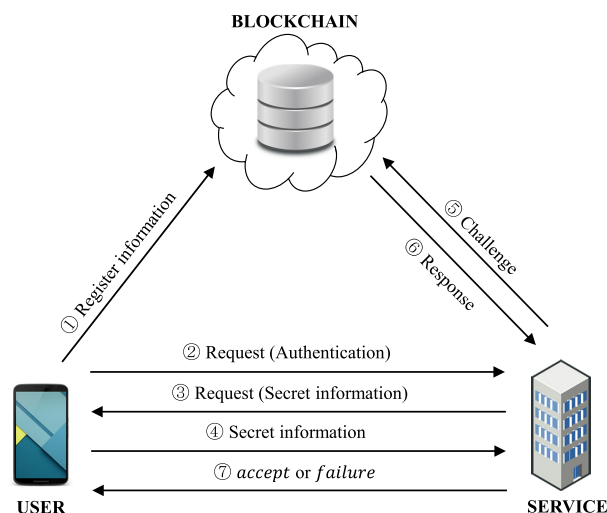 BLOCKCHAIN
① Register information
⑤ Challenge
⑥ Response
② Request (Authentication)
③ Request (Secret information)
④ Secret information
⑦ accept or failure
USER
SERVICE